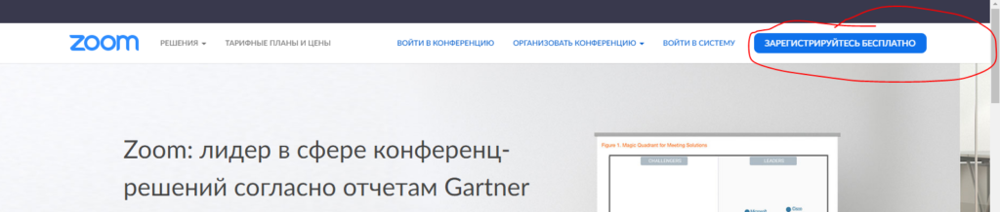 zoom
РЕШЕНИЯ ТАРИФНЫЕ ПЛАНЫ И ЦЕНЫ ВОЙТИ В КОНФЕРЕНЦИЮ ОРГАНИЗОВАТЬ КОНФЕРЕНЦИЮ ВОЙТИ В СИСТЕМУ ЗАРЕГИСТРИРУЙТЕСЬ БЕСПЛАТНО
Zoom: лидер в сфере конференц-
решений согласно отчетам Gartner
Figure 1. Magic Quadrant for Meeting Solutions
CHALLENGERS LEADERS
Microsoft Cisco